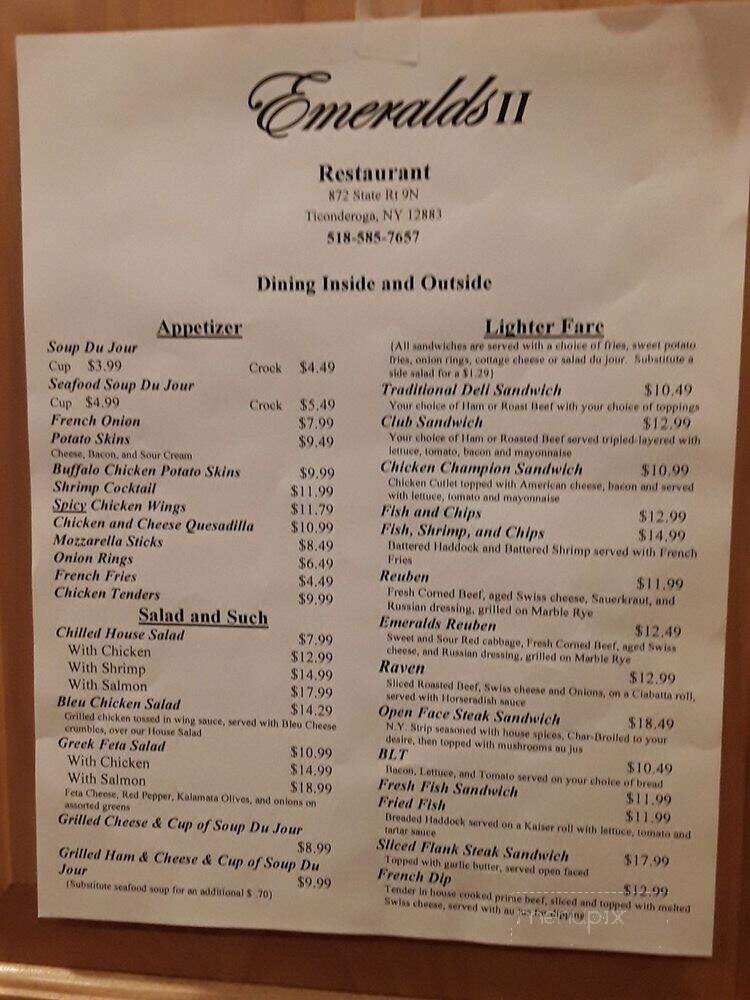 Emeralds II
Restaurant
872 State Rt 9N
Ticonderoga, NY 12883
518-585-7657
Dining Inside and Outside
Appetizer
Soup Du Jour
Cup $3.99 Crock $4.49
Seafood Soup Du Jour
Cup $4.99 Crock $5.49
French Onion $7.99
Potato Skins $9.49
Cheese, Bacon, and Sour Cream
Buffalo Chicken Potato Skins $9.99
Shrimp Cocktail $11.99
Spicy Chicken Wings $11.79
Chicken and Cheese Quesadilla $10.99
Mozzarella Sticks $8.49
Onion Rings $6.49
French Fries $4.49
Chicken Tenders $9.99
Salad and Such
Chilled House Salad $7.99
With Chicken $12.99
With Shrimp $14.99
With Salmon $17.99
Bleu Chicken Salad $14.29
Grilled chicken tossed in wing sauce, served with Bleu Cheese
crumbles, over our House Salad
Greek Feta Salad $10.99
With Chicken $14.99
With Salmon $18.99
Feta Cheese, Red Pepper, Kalamata Olives, and onions on
assorted greens
Grilled Cheese & Cup of Soup Du Jour
$8.99
Grilled Ham & Cheese & Cup of Soup Du
Jour $9.99
(Substitute seafood soup for an additional $ .70)
Lighter Fare
(All sandwiches are served with a choice of fries, sweet potato
fries, onion rings, cottage cheese or salad du jour. Substitute a
side salad for a $1.29)
Traditional Deli Sandwich $10.49
Your choice of Ham or Roast Beef with your choice of toppings
Club Sandwich $12.99
Your choice of Ham or Roasted Beef served tripled-layered with
lettuce, tomato, bacon and mayonnaise
Chicken Champion Sandwich $10.99
Chicken Cutlet topped with American cheese, bacon and served
with lettuce, tomato and mayonnaise
Fish and Chips $12.99
Fish, Shrimp, and Chips $14.99
Battered Haddock and Battered Shrimp served with French
Fries
Reuben $11.99
Fresh Corned Beef, aged Swiss cheese, Sauerkraut, and
Russian dressing, grilled on Marble Rye
Emeralds Reuben $12.49
Sweet and Sour Red cabbage, Fresh Corned Beef, aged Swiss
cheese, and Russian dressing, grilled on Marble Rye
Raven $12.99
Sliced Roasted Beef, Swiss cheese and Onions, on a Ciabatta roll,
served with Horseradish sauce
Open Face Steak Sandwich $18.49
N.Y. Strip seasoned with house spices, Char-Broiled to your
desire, then topped with mushrooms au jus
BLT $10.49
Bacon, Lettuce, and Tomato served on your choice of bread
Fresh Fish Sandwich $11.99
Fried Fish $11.99
Breaded Haddock served on a Kaiser roll with lettuce, tomato and
tartar sauce
Sliced Flank Steak Sandwich $17.99
Topped with garlic butter, served open faced
French Dip $12.99
Tender in house cooked prime beef, sliced and topped with melted
Swiss cheese, served with au jus for dipping
menupix